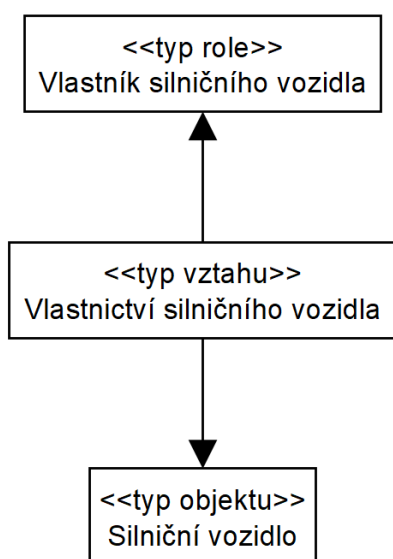 <<typ role>>
Vlastník silničního vozidla
<<typ vztahu>>
Vlastnictví silničního vozidla
<<typ objektu>>
Silniční vozidlo